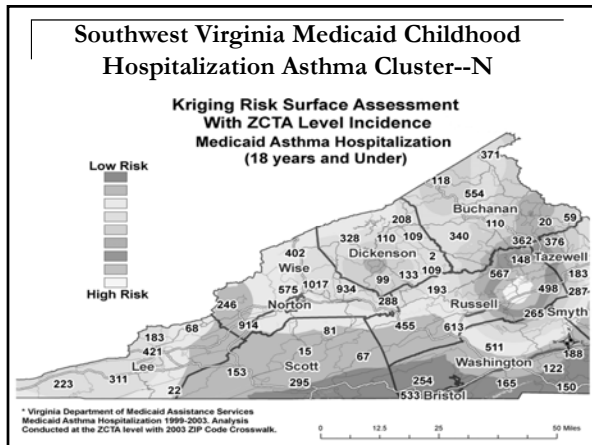 Southwest Virginia Medicaid Childhood
Hospitalization Asthma Cluster--N
Kriging Risk Surface Assessment
With ZCTA Level Incidence
Medicaid Asthma Hospitalization
(18 years and Under)
Low Risk
High Risk
371
118
554
Buchanan
208
110
20
59
328
110
109
340
362
376
402
Dickenson
148
Tazewell
Wise
2
133
109
567
183
1017
99
575
934
193
498
287
246
Norton
288
Russell
265
Smyth
68
914
81
455
613
183
511
188
421
15
Washington
Lee
67
122
153
Scott
311
254
165
223
22
295
150
533
Bristol
* Virginia Department of Medicaid Assistance Services
Medicaid Asthma Hospitalization 1999-2003. Analysis
Conducted at the ZCTA level with 2003 ZIP Code Crosswalk.
0
12.5
25
50 Miles